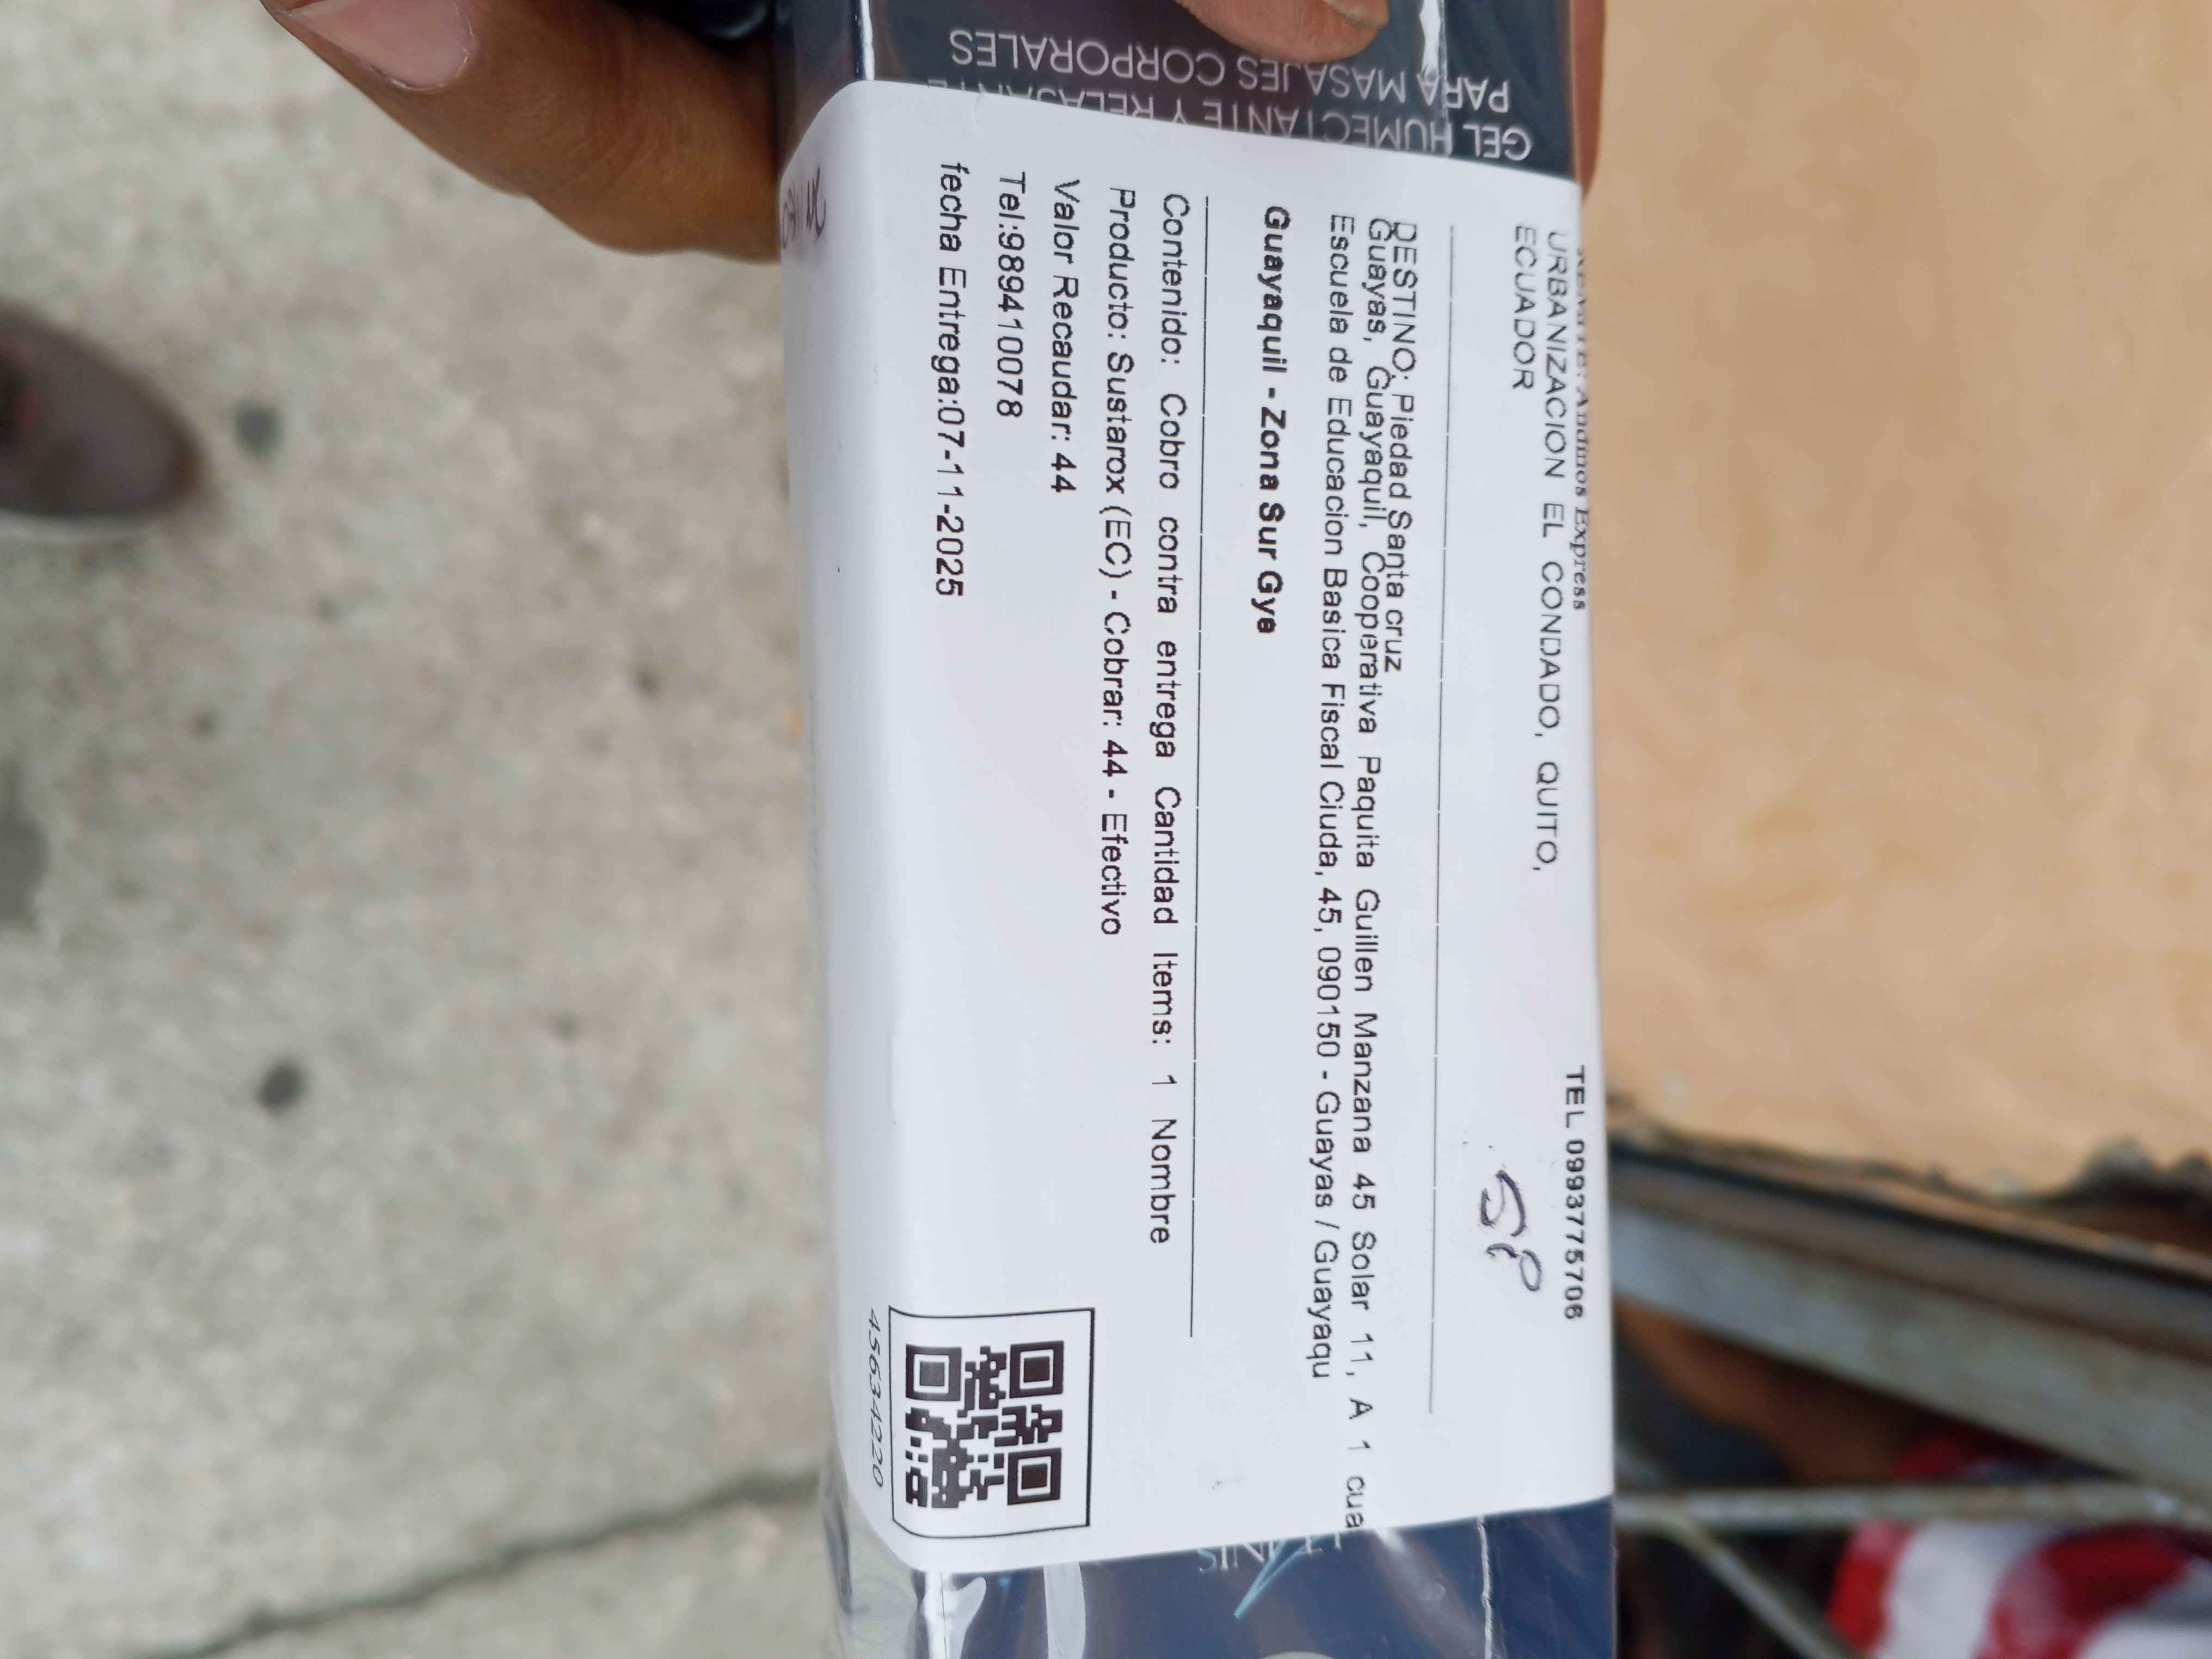 Andinos Express TEL 0993775706
URBANIZACION EL CONDADO, QUITO,
ECUADOR
SP
DESTINO: Piedad Santa cruz
Guayas, Guayaquil, Cooperativa Paquita Guillen Manzana 45 Solar 11, A 1 cua
Escuela de Educacion Basica Fiscal Ciuda, 45, 090150 - Guayas / Guayaqu
Guayaquil - Zona Sur Gye
Contenido: Cobro contra entrega Cantidad Items: 1 Nombre
Producto: Sustarox (EC) - Cobrar: 44 - Efectivo
Valor Recaudar: 44
Tel:989410078
fecha Entrega:07-11-2025
45634220
GEL HUMECTANTE Y RELAJANTE
PARA MASAJES CORPORALES